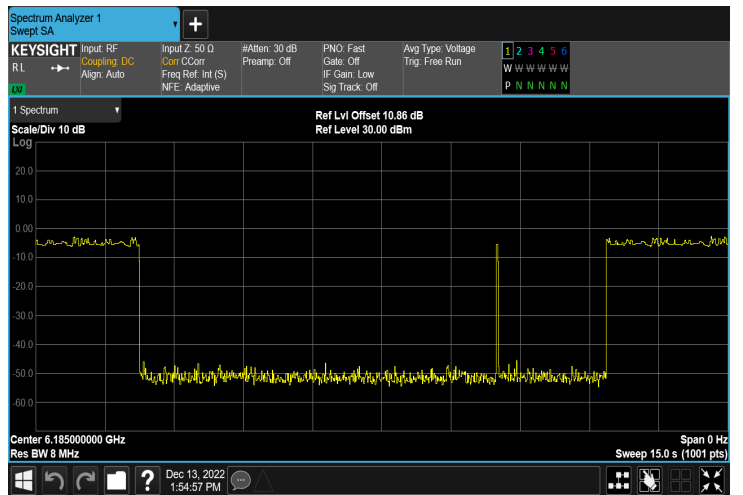 Spectrum Analyzer 1
Swept SA
KEYSIGHT Input: RF Input Z: 50 Ω #Atten: 30 dB PNO: Fast Avg Type: Voltage 1 2 3 4 5 6
RL Coupling: DC Corr CCorr Preamp: Off Gate: Off Trig: Free Run W W W W W W
Align: Auto Freq Ref: Int (S) IF Gain: Low
LXI NFE: Adaptive Sig Track: Off P N N N N N
1 Spectrum
Ref Lvl Offset 10.86 dB
Scale/Div 10 dB Ref Level 30.00 dBm
Log
20.0
10.0
0.00
-10.0
-20.0
-30.0
-40.0
-50.0
-60.0
Center 6.185000000 GHz Span 0 Hz
Res BW 8 MHz Sweep 15.0 s (1001 pts)
? Dec 13, 2022
1:54:57 PM